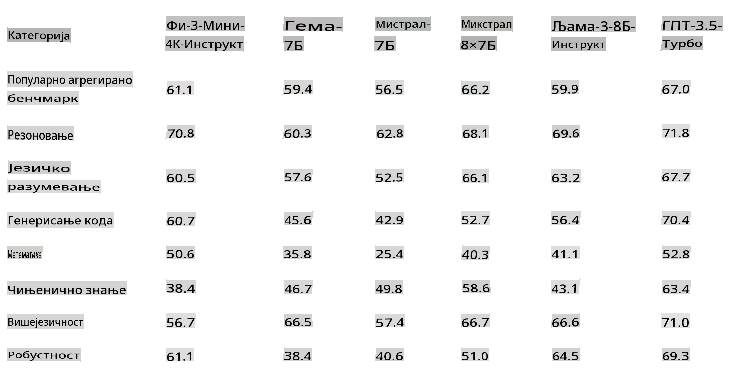 Категорија Фи-3-Мини-4К-Инструкт Гема-7Б Мистрал-7Б Микстрал 8×7Б Љама-3-8Б-Инструкт ГПТ-3.5-Турбо
Популарно агрегирано бенчмарк 61.1 59.4 56.5 66.2 59.9 67.0
Резоновање 70.8 60.3 62.8 68.1 69.6 71.8
Језичко разумевање 60.5 57.6 52.5 66.1 63.2 67.7
Генерисање кода 60.7 45.6 42.9 52.7 56.4 70.4
Математика 50.6 35.8 25.4 40.3 41.1 52.8
Чињенично знање 38.4 46.7 49.8 58.6 43.1 63.4
Вишејезичност 56.7 66.5 57.4 66.7 66.6 71.0
Робустност 61.1 38.4 40.6 51.0 64.5 69.3